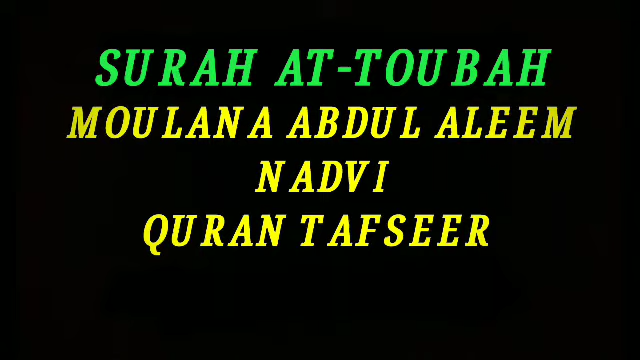 SURAH AT-TOUBAH
MOULANA ABDUL ALEEM
NADVI
QURAN TAFSEER